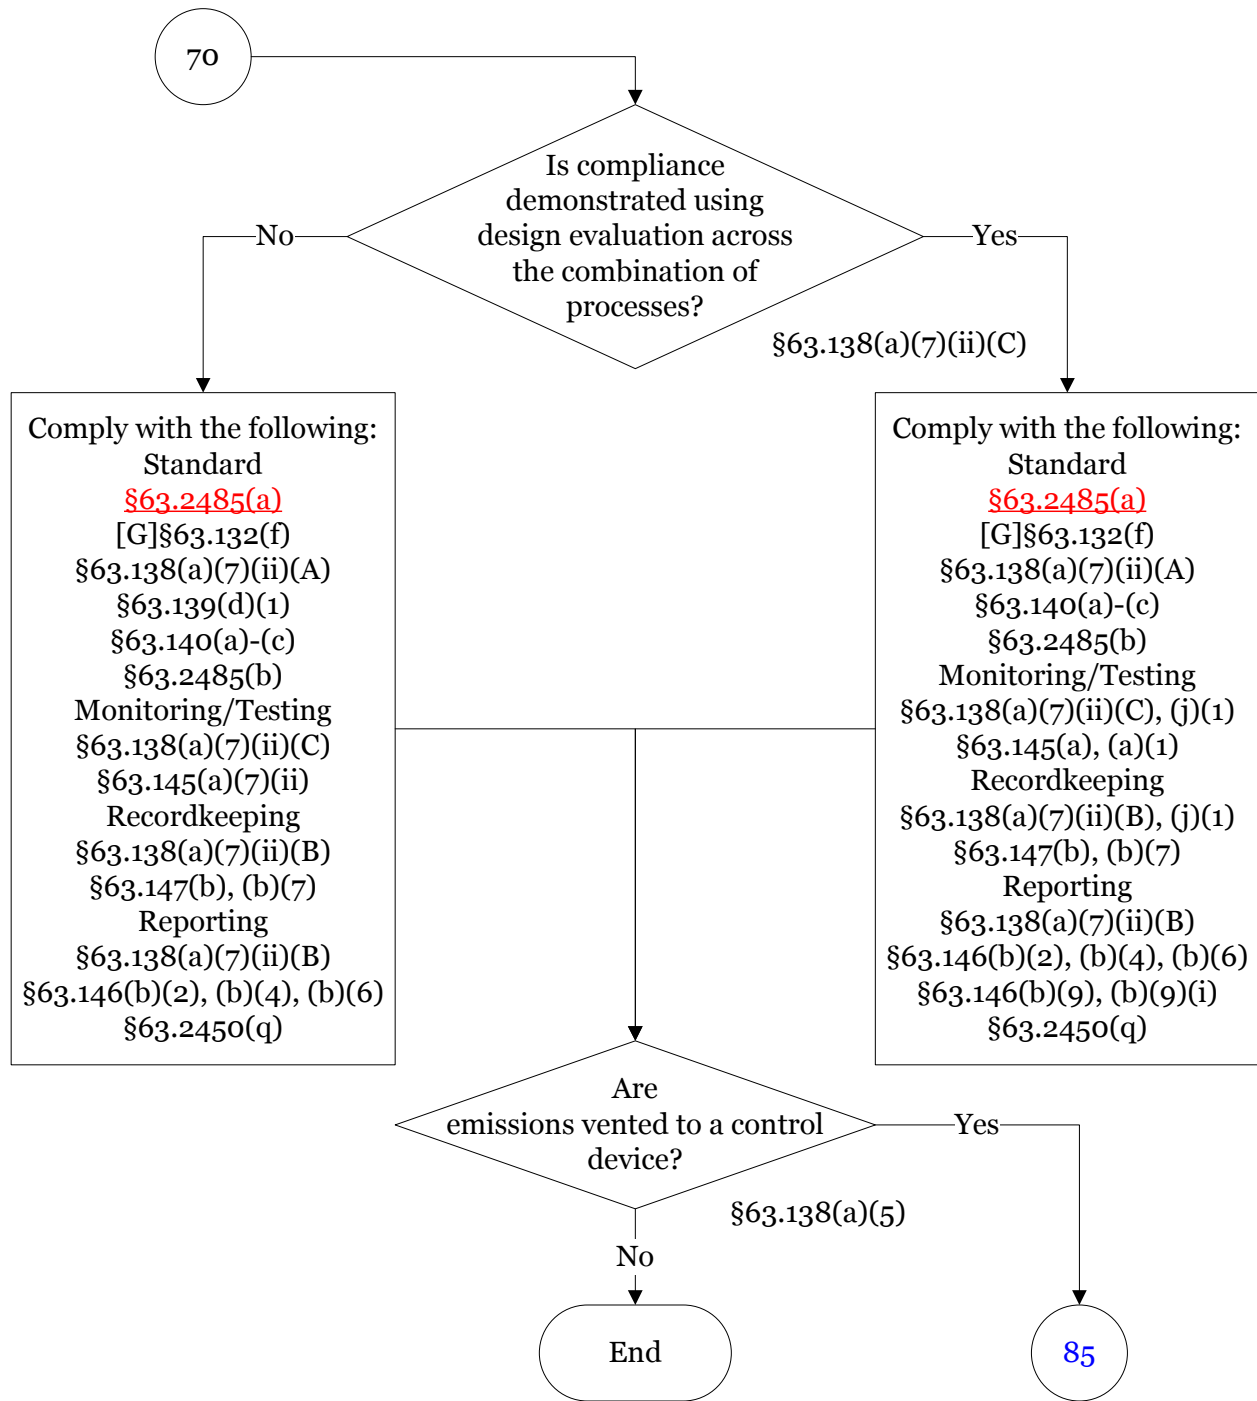 70
Is compliance
demonstrated using
design evaluation across
the combination of
processes?
No
Yes
§63.138(a)(7)(ii)(C)
Comply with the following:
Standard
§63.2485(a)
[G]§63.132(f)
§63.138(a)(7)(ii)(A)
§63.139(d)(1)
§63.140(a)-(c)
§63.2485(b)
Monitoring/Testing
§63.138(a)(7)(ii)(C)
§63.145(a)(7)(ii)
Recordkeeping
§63.138(a)(7)(ii)(B)
§63.147(b), (b)(7)
Reporting
§63.138(a)(7)(ii)(B)
§63.146(b)(2), (b)(4), (b)(6)
§63.2450(q)
Comply with the following:
Standard
§63.2485(a)
[G]§63.132(f)
§63.138(a)(7)(ii)(A)
§63.140(a)-(c)
§63.2485(b)
Monitoring/Testing
§63.138(a)(7)(ii)(C), (j)(1)
§63.145(a), (a)(1)
Recordkeeping
§63.138(a)(7)(ii)(B), (j)(1)
§63.147(b), (b)(7)
Reporting
§63.138(a)(7)(ii)(B)
§63.146(b)(2), (b)(4), (b)(6)
§63.146(b)(9), (b)(9)(i)
§63.2450(q)
Are
emissions vented to a control
device?
Yes
§63.138(a)(5)
No
End
85